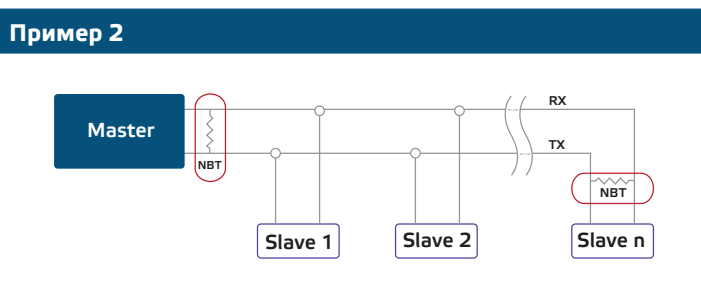 Пример 2
RX
Master
TX
NBT
NBT
Slave 1
Slave 2
Slave n